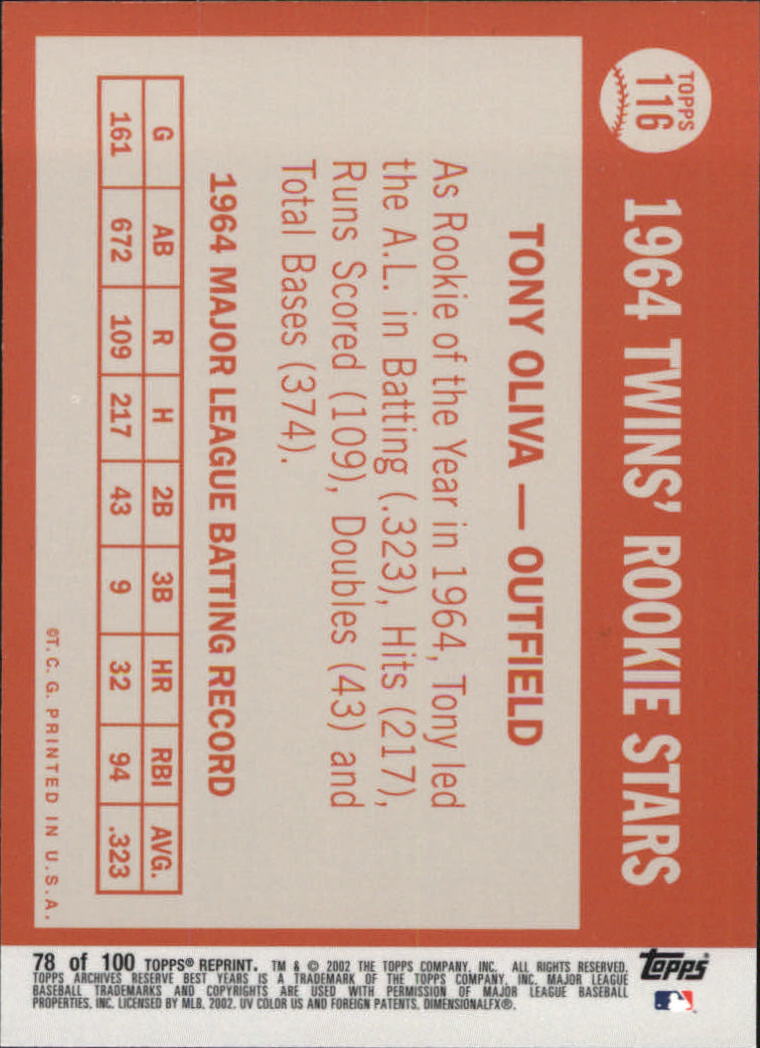 TOPPS
116
1964 TWINS' ROOKIE STARS
TONY OLIVA — OUTFIELD
As Rookie of the Year in 1964, Tony led
the A.L. in Batting (.323), Hits (217),
Runs Scored (109), Doubles (43) and
Total Bases (374).
1964 MAJOR LEAGUE BATTING RECORD
G AB R H 2B 3B HR RBI AVG.
161 672 109 217 43 9 32 94 .323
©T. C. G. PRINTED IN U.S.A.
78 of 100 TOPPS® REPRINT. TM & © 2002 THE TOPPS COMPANY, INC. ALL RIGHTS RESERVED.
TOPPS ARCHIVES RESERVE BEST YEARS IS A TRADEMARK OF THE TOPPS COMPANY, INC. MAJOR LEAGUE
BASEBALL TRADEMARKS AND COPYRIGHTS ARE USED WITH PERMISSION OF MAJOR LEAGUE BASEBALL
PROPERTIES, INC. LICENSED BY MLB, 2002. UV COLOR US AND FOREIGN PATENTS. DIMENSIONALFX®.
topps